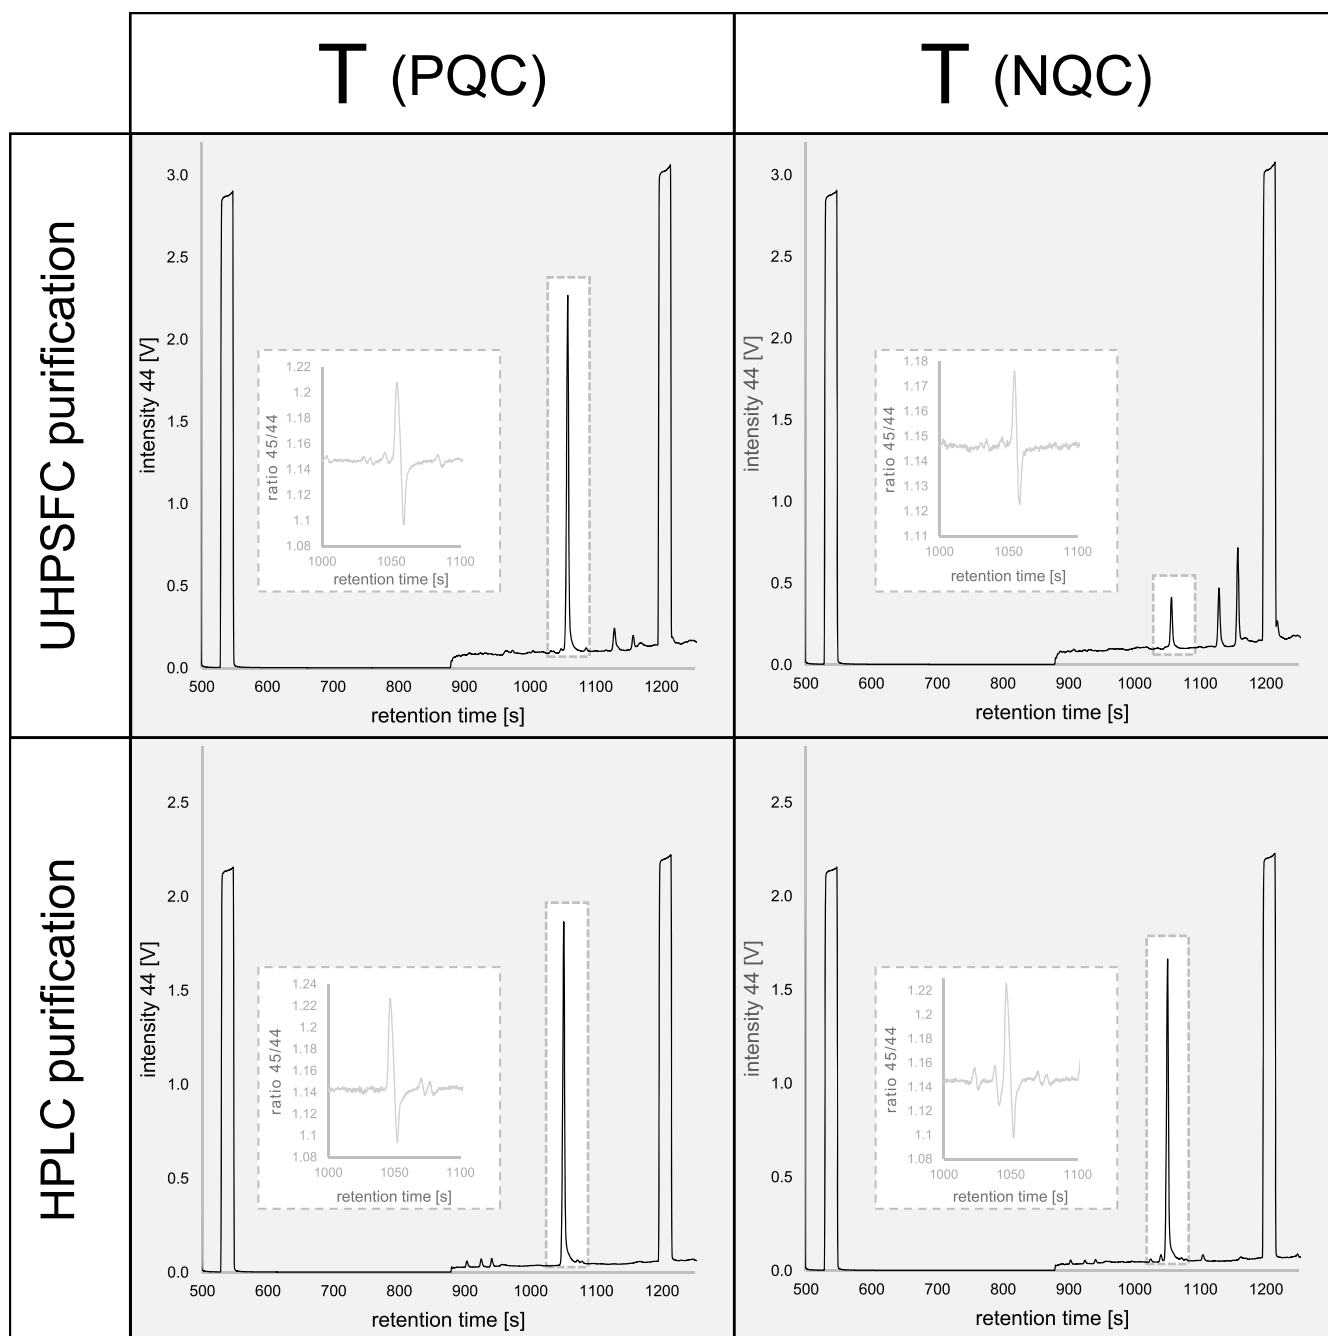 T (PQC)
T (NQC)
UHPSFC purification
3.0
2.5
2.0
1.5
1.0
0.5
0.0
intensity 44 [V]
500 600 700 800 900 1000 1100 1200
retention time [s]
1.22
1.2
1.18
1.16
1.14
1.12
1.1
1.08
ratio 45/44
1000 1050 1100
retention time [s]
3.0
2.5
2.0
1.5
1.0
0.5
0.0
intensity 44 [V]
500 600 700 800 900 1000 1100 1200
retention time [s]
1.18
1.17
1.16
1.15
1.14
1.13
1.12
1.11
ratio 45/44
1000 1050 1100
retention time [s]
HPLC purification
2.5
2.0
1.5
1.0
0.5
0.0
intensity 44 [V]
500 600 700 800 900 1000 1100 1200
retention time [s]
1.24
1.22
1.2
1.18
1.16
1.14
1.12
1.1
1.08
ratio 45/44
1000 1050 1100
retention time [s]
2.5
2.0
1.5
1.0
0.5
0.0
intensity 44 [V]
500 600 700 800 900 1000 1100 1200
retention time [s]
1.22
1.2
1.18
1.16
1.14
1.12
1.1
1.08
ratio 45/44
1000 1050 1100
retention time [s]